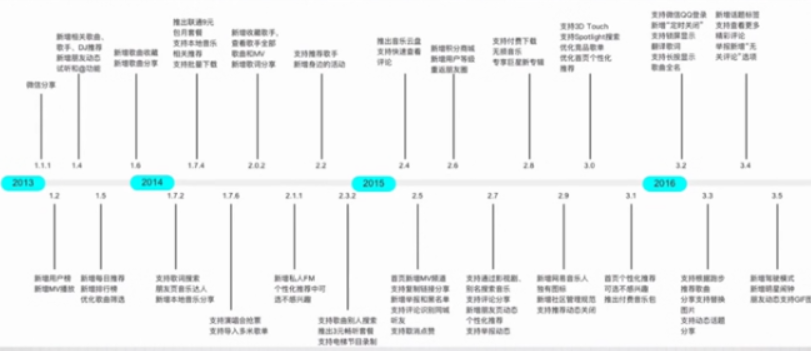 新增相关歌曲、
歌手、DJ推荐
新增朋友动态
试听和@功能
微信分享
新增歌曲收藏
新增歌曲分享
推出联通9元
包月套餐
支持本地音乐
相关推荐
支持批量下载
新增收藏歌手、
查看歌手全部
歌曲和MV
新增歌词分享
支持推荐歌手
新增身边的活动
推出音乐云盘
支持快速查看
评论
新增积分商城
新增用户等级
重返朋友圈
支持付费下载
无损音乐
专享巨星新专辑
支持3D Touch
支持Spotlight搜索
优化竞品歌单
优化首页个性化
推荐
支持微信QQ登录
新增"定时关闭"
支持锁屏显示
翻译歌词
支持长按显示
歌曲全名
新增话题标签
支持查看更多
精彩评论
举报新增"无
关评论"选项
1.1.1
1.4
1.6
1.7.4
2.0.2
2.2
2.4
2.6
2.8
3.0
3.2
3.4
2013
2014
2015
2016
1.2
1.5
1.7.2
1.7.6
2.1.1
2.3.2
2.5
2.7
2.9
3.1
3.3
3.5
新增用户榜
新增MV播放
新增每日推荐
新增排行榜
优化歌曲筛选
支持歌词搜索
朋友页音乐达人
新增本地音乐分享
支持演唱会抢票
支持导入多米歌单
新增私人FM
个性化推荐中可
选不感兴趣
支持歌曲别人搜索
推出3元畅听套餐
支持电梯节目录制
首页新增MV频道
支持复制链接分享
新增举报和黑名单
支持评论识别同城
听友
支持取消点赞
支持通过影视剧、
别名搜索音乐
支持评论分享
新增朋友页动态
个性化推荐
支持举报动态
新增网易音乐人
独有图标
新增社区管理规范
支持推荐动态关闭
首页个性化推荐
可选不感兴趣
推出付费音乐包
支持根据跑步
推荐歌曲
分享支持替换
图片
支持动态话题
分享
新增驾驶模式
新增明星闹钟
朋友动态支持GIF图